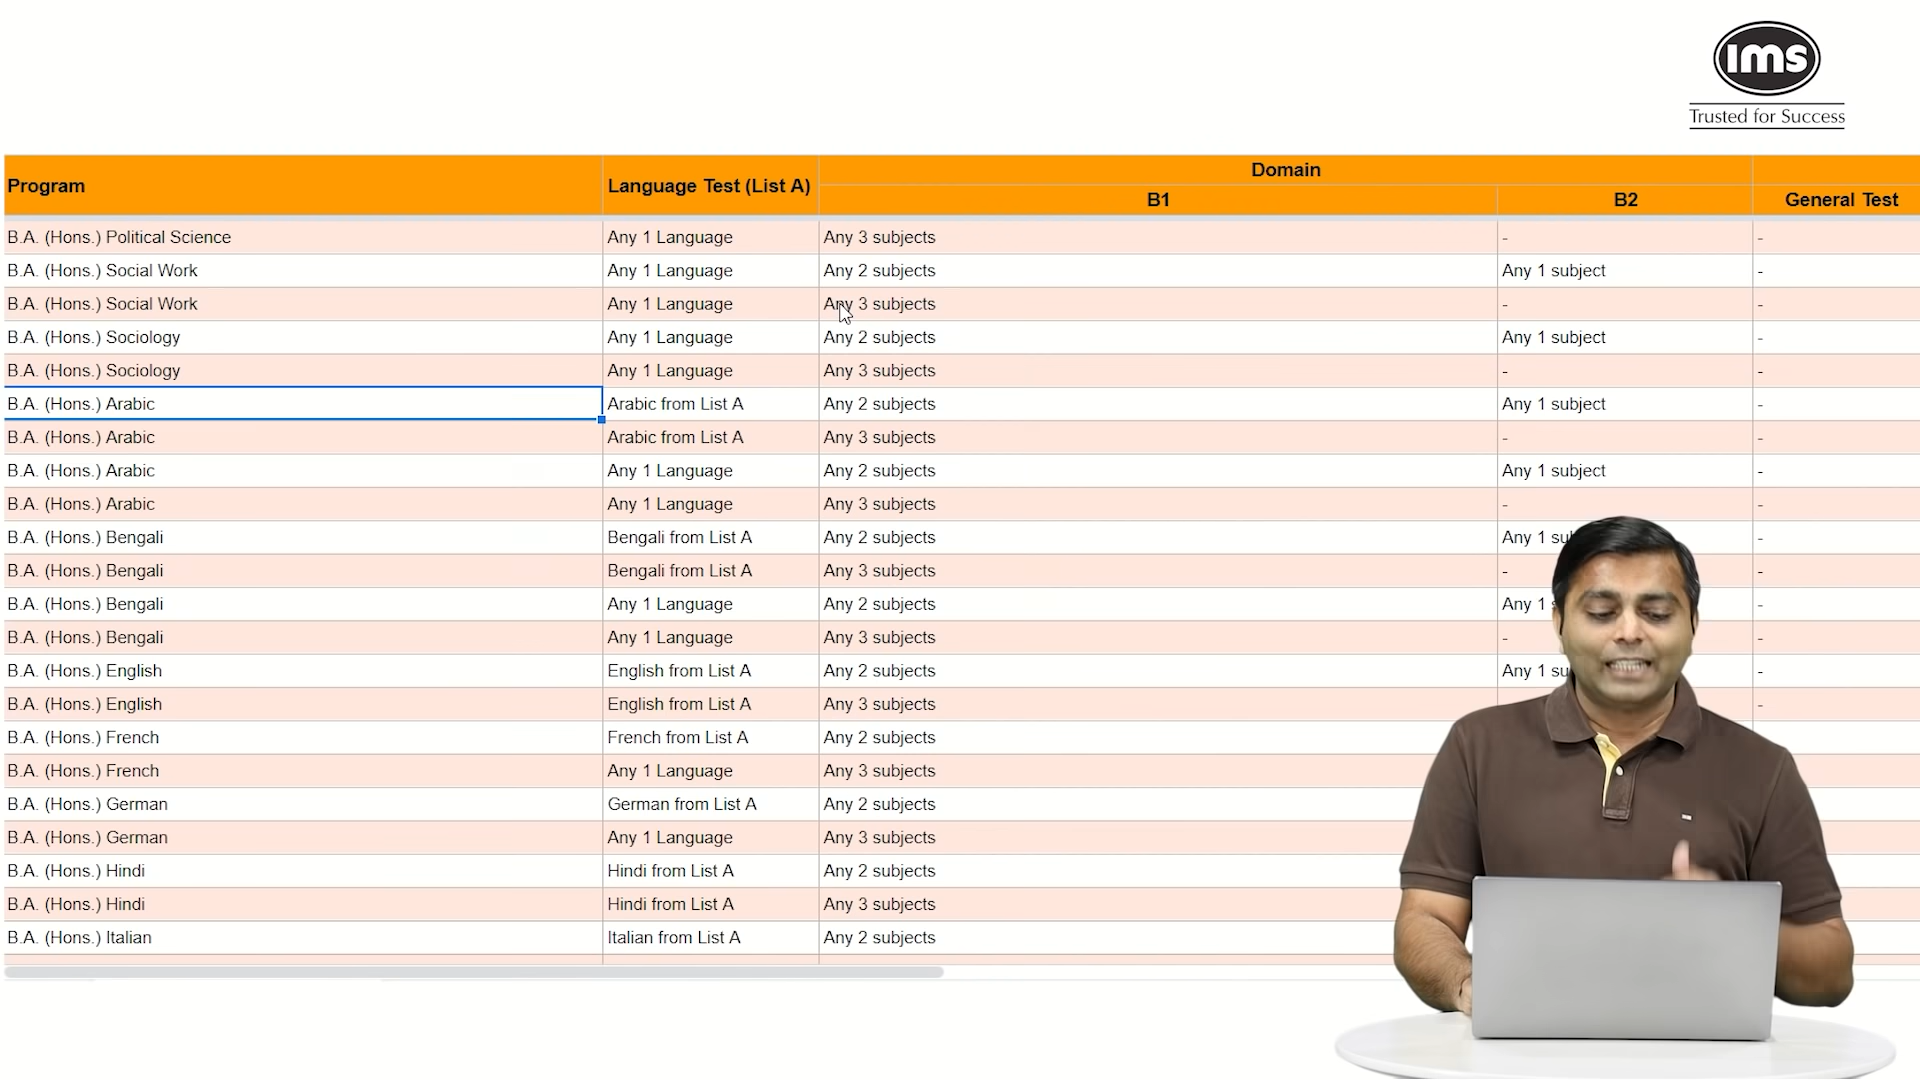 ims
Trusted for Success
Program Language Test (List A) Domain
B1 B2 General Test
B.A. (Hons.) Political Science Any 1 Language Any 3 subjects - -
B.A. (Hons.) Social Work Any 1 Language Any 2 subjects Any 1 subject -
B.A. (Hons.) Social Work Any 1 Language Any 3 subjects - -
B.A. (Hons.) Sociology Any 1 Language Any 2 subjects Any 1 subject -
B.A. (Hons.) Sociology Any 1 Language Any 3 subjects - -
B.A. (Hons.) Arabic Arabic from List A Any 2 subjects Any 1 subject -
B.A. (Hons.) Arabic Arabic from List A Any 3 subjects - -
B.A. (Hons.) Arabic Any 1 Language Any 2 subjects Any 1 subject -
B.A. (Hons.) Arabic Any 1 Language Any 3 subjects - -
B.A. (Hons.) Bengali Bengali from List A Any 2 subjects Any 1 -
B.A. (Hons.) Bengali Bengali from List A Any 3 subjects - -
B.A. (Hons.) Bengali Any 1 Language Any 2 subjects Any 1 -
B.A. (Hons.) Bengali Any 1 Language Any 3 subjects - -
B.A. (Hons.) English English from List A Any 2 subjects Any 1 -
B.A. (Hons.) English English from List A Any 3 subjects -
B.A. (Hons.) French French from List A Any 2 subjects
B.A. (Hons.) French Any 1 Language Any 3 subjects
B.A. (Hons.) German German from List A Any 2 subjects
B.A. (Hons.) German Any 1 Language Any 3 subjects
B.A. (Hons.) Hindi Hindi from List A Any 2 subjects
B.A. (Hons.) Hindi Hindi from List A Any 3 subjects
B.A. (Hons.) Italian Italian from List A Any 2 subjects